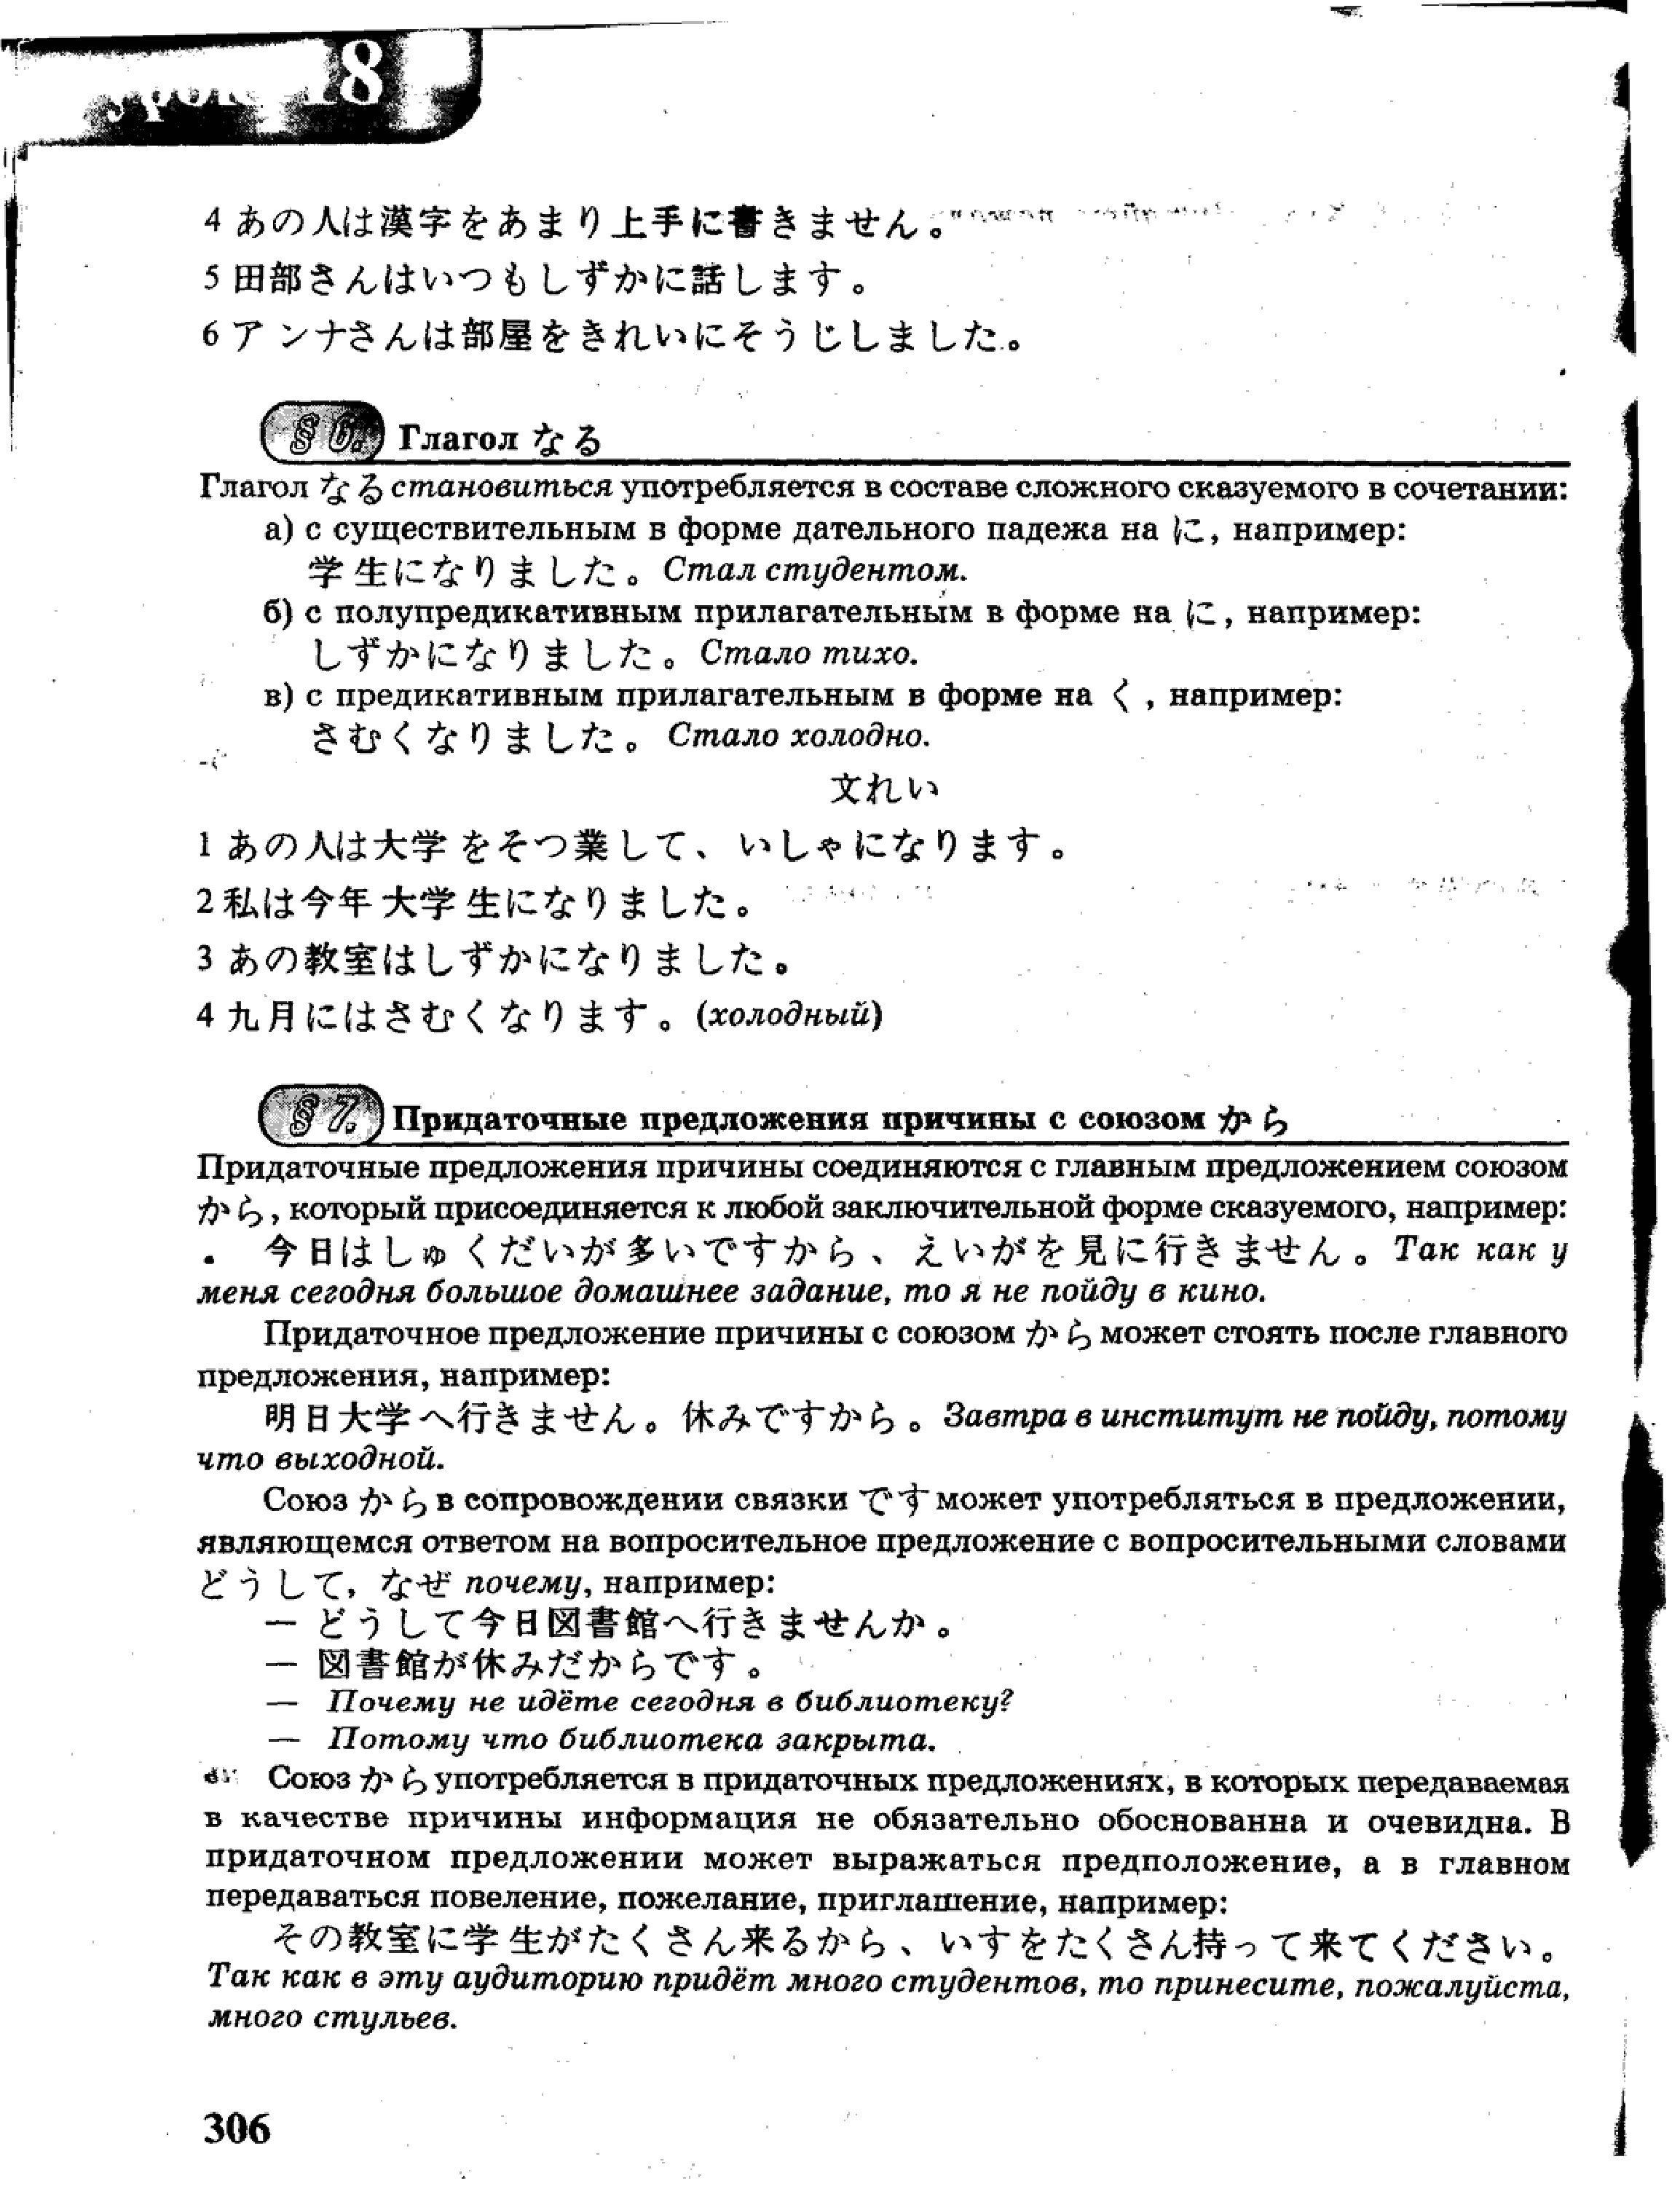 Урок 18
4 あの人は漢字をあまり上手に書きません。
5 田部さんはいつもしずかに話します。
6 アンナさんは部屋をきれいにそうじしました。
§ 6. Глагол なる
Глагол なる становиться употребляется в составе сложного сказуемого в сочетании:
а) с существительным в форме дательного падежа на に, например:
学生になりました。Стал студентом.
б) с полупредикативным прилагательным в форме на に, например:
しずかになりました。Стало тихо.
в) с предикативным прилагательным в форме на く, например:
さむくなりました。Стало холодно.
文れい
1 あの人は大学をそつ業して、いしゃになります。
2 私は今年大学生になりました。
3 あの教室はしずかになりました。
4 九月にはさむくなります。(холодный)
§ 7. Придаточные предложения причины с союзом から
Придаточные предложения причины соединяются с главным предложением союзом
から, который присоединяется к любой заключительной форме сказуемого, например:
今日はしゅくだいが多いですから、えいがを見に行きません。Так как у
меня сегодня большое домашнее задание, то я не пойду в кино.
Придаточное предложение причины с союзом から может стоять после главного
предложения, например:
明日大学へ行きません。休みですから。Завтра в институт не пойду, потому
что выходной.
Союз から в сопровождении связки です может употребляться в предложении,
являющемся ответом на вопросительное предложение с вопросительными словами
どうして, なぜ почему, например:
— どうして今日図書館へ行きませんか。
— 図書館が休みだからです。
— Почему не идёте сегодня в библиотеку?
— Потому что библиотека закрыта.
Союз から употребляется в придаточных предложениях, в которых передаваемая
в качестве причины информация не обязательно обоснованна и очевидна. В
придаточном предложении может выражаться предположение, а в главном
передаваться повеление, пожелание, приглашение, например:
その教室に学生がたくさん来るから、いすをたくさん持って来てください。
Так как в эту аудиторию придёт много студентов, то принесите, пожалуйста,
много стульев.
306